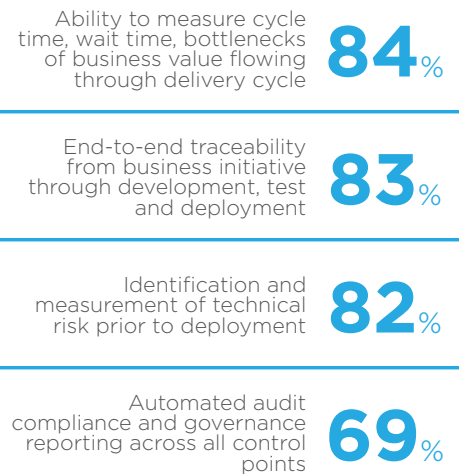 Ability to measure cycle
time, wait time, bottlenecks
of business value flowing
through delivery cycle
84%
End-to-end traceability
from business initiative
through development, test
and deployment
83%
Identification and
measurement of technical
risk prior to deployment
82%
Automated audit
compliance and governance
reporting across all control
points
69%